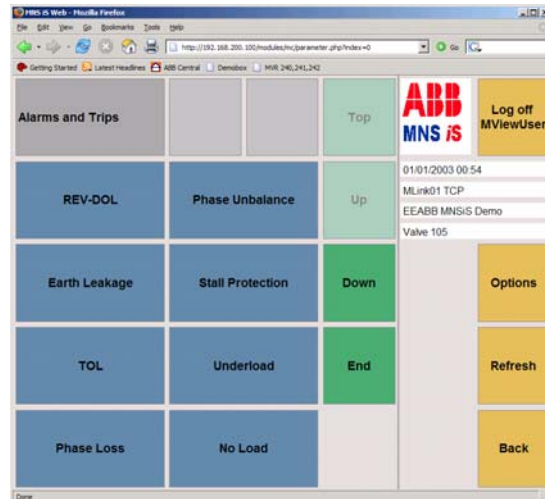 MNS iS Web - Mozilla Firefox
File Edit View Go Bookmarks Tools Help
http://192.168.200.100/modules/mc/parameter.php?index=0
Go
Getting Started Latest Headlines ABB Central Demobox MVR 240,241,242
Alarms and Trips
Top
ABB
MNS iS
Log off
MViewUser
01/01/2003 00:54
MLink01 TCP
EEABB MNSiS Demo
Valve 105
REV-DOL
Phase Unbalance
Up
Earth Leakage
Stall Protection
Down
Options
TOL
Underload
End
Refresh
Phase Loss
No Load
Back
Done